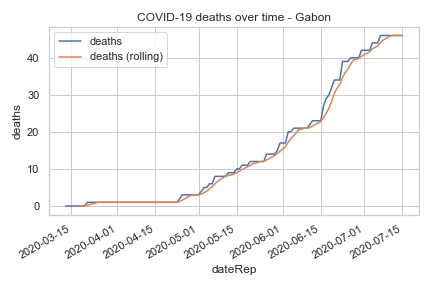 COVID-19 deaths over time - Gabon
deaths
deaths (rolling)
deaths
40
30
20
10
0
2020-03-15
2020-04-01
2020-04-15
2020-05-01
2020-05-15
2020-06-01
2020-06-15
2020-07-01
2020-07-15
dateRep